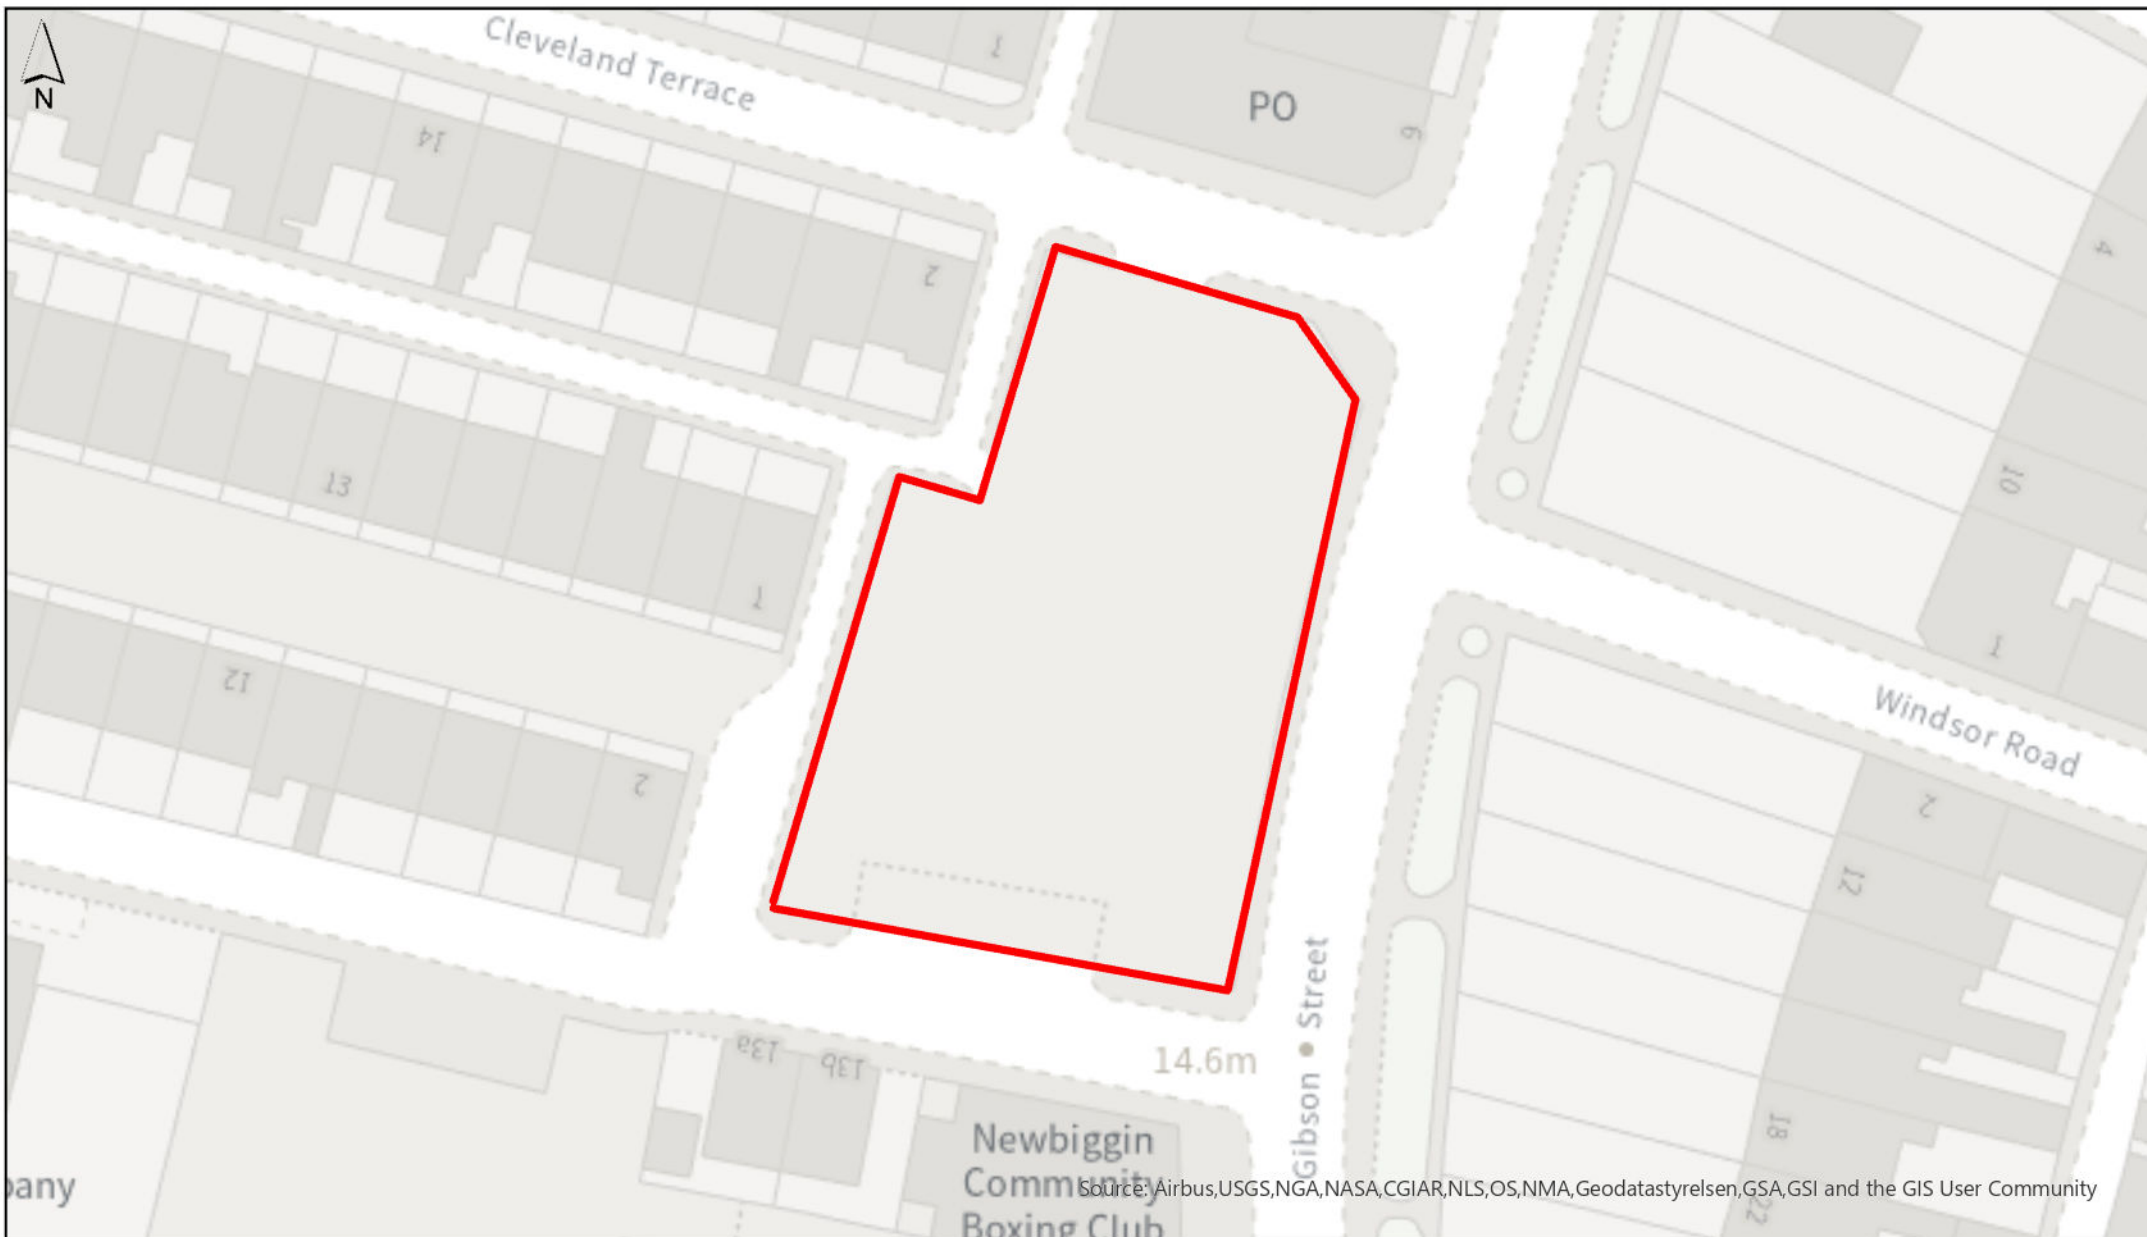 N
Cleveland Terrace
1
PO
6
14
2
4
13
1
10
1
12
2
Windsor Road
2
12
18
22
13a
13b
14.6m
Gibson Street
Newbiggin
Community
Boxing Club
pany
Source: Airbus,USGS,NGA,NASA,CGIAR,NLS,OS,NMA,Geodatastyrelsen,GSA,GSI and the GIS User Community